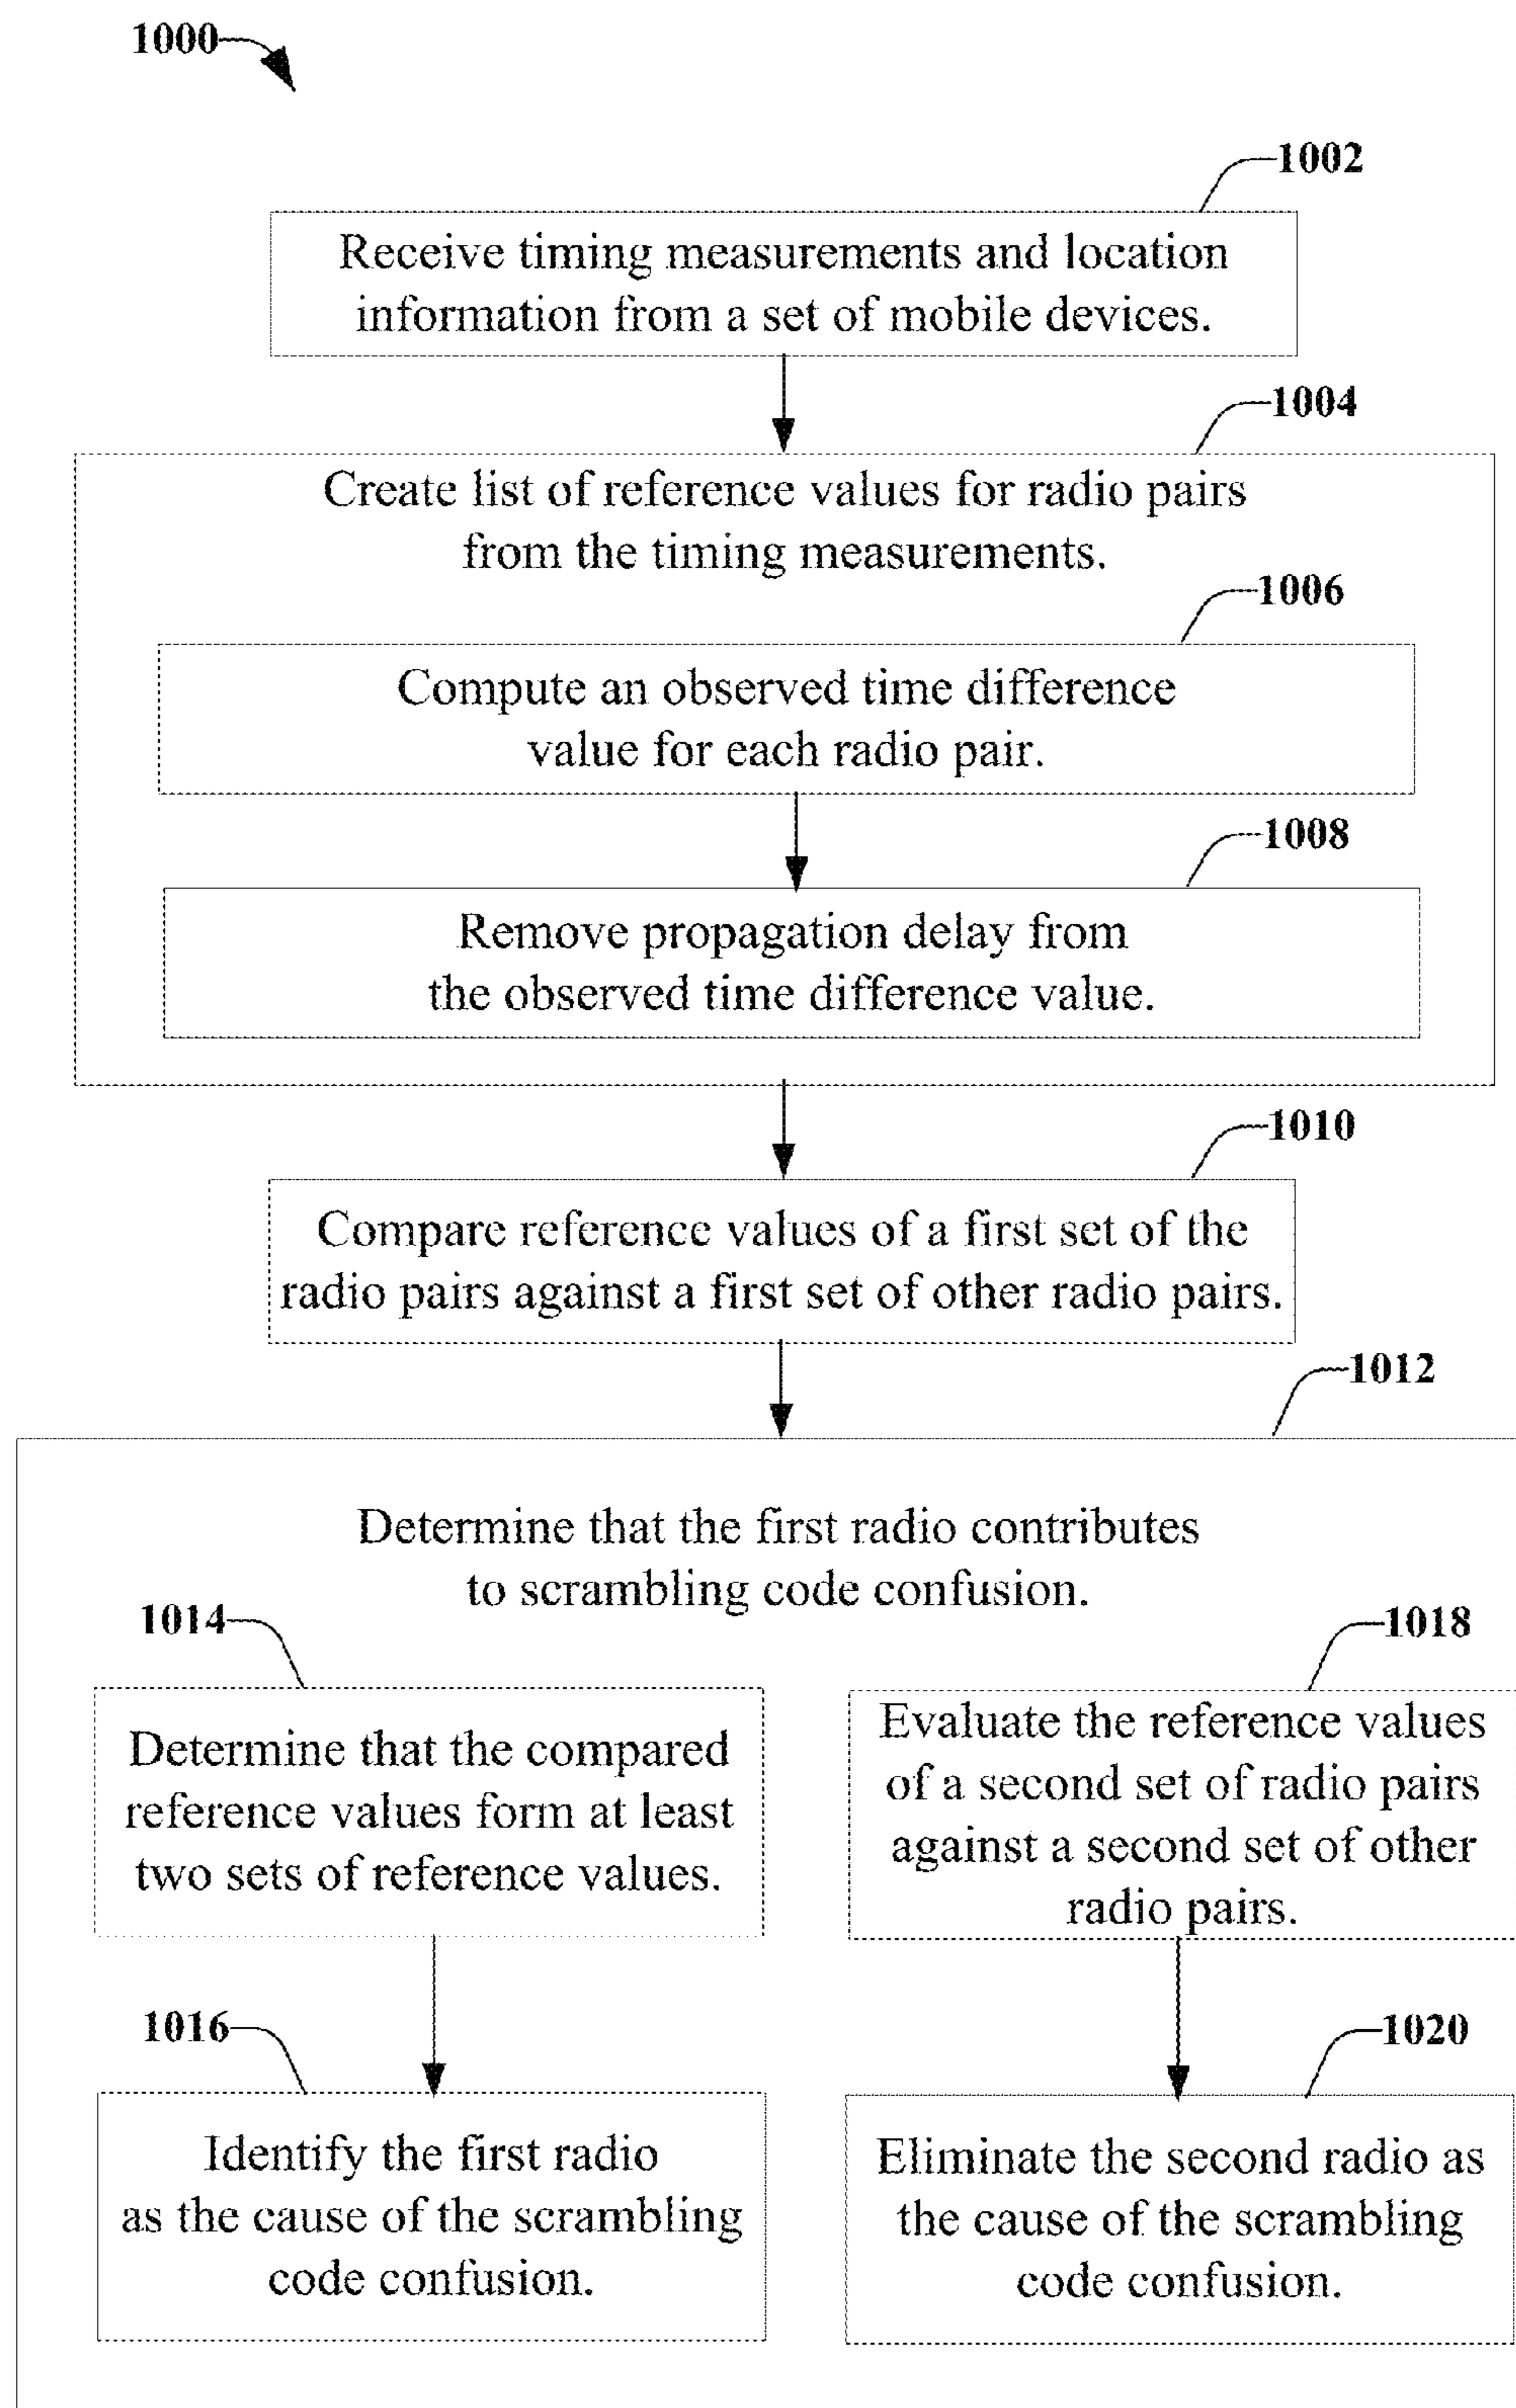 1000
1002
Receive timing measurements and location
information from a set of mobile devices.
1004
Create list of reference values for radio pairs
from the timing measurements.
1006
Compute an observed time difference
value for each radio pair.
1008
Remove propagation delay from
the observed time difference value.
1010
Compare reference values of a first set of the
radio pairs against a first set of other radio pairs.
1012
Determine that the first radio contributes
to scrambling code confusion.
1014
Determine that the compared
reference values form at least
two sets of reference values.
1016
Identify the first radio
as the cause of the scrambling
code confusion.
1018
Evaluate the reference values
of a second set of radio pairs
against a second set of other
radio pairs.
1020
Eliminate the second radio as
the cause of the scrambling
code confusion.